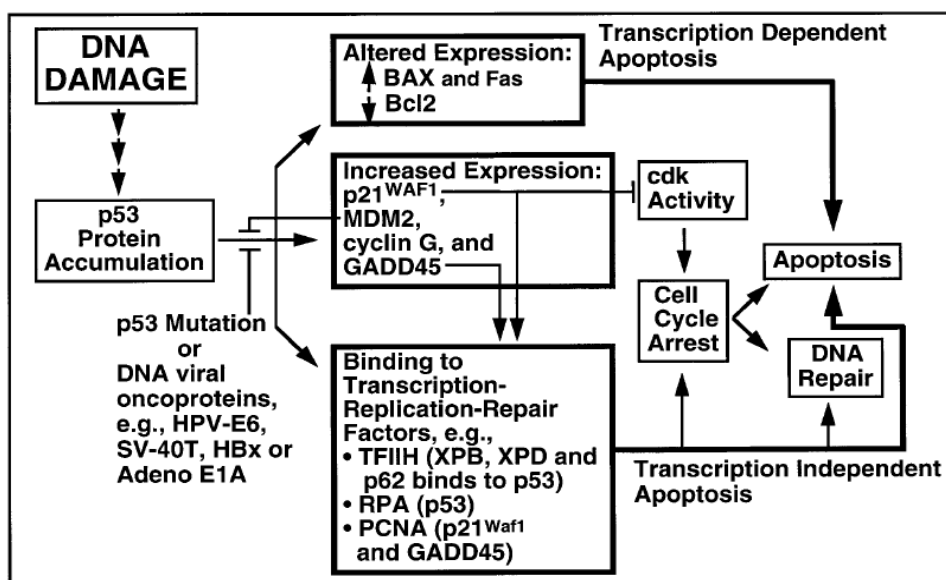 DNA
DAMAGE
p53
Protein
Accumulation
p53 Mutation
or
DNA viral
oncoproteins,
e.g., HPV-E6,
SV-40T, HBx or
Adeno E1A
Altered Expression:
BAX and Fas
Bcl2
Transcription Dependent
Apoptosis
Increased Expression:
p21WAF1,
MDM2,
cyclin G, and
GADD45
cdk
Activity
Cell
Cycle
Arrest
Apoptosis
DNA
Repair
Binding to
Transcription-
Replication-Repair
Factors, e.g.,
• TFIIH (XPB, XPD and
p62 binds to p53)
• RPA (p53)
• PCNA (p21Waf1
and GADD45)
Transcription Independent
Apoptosis